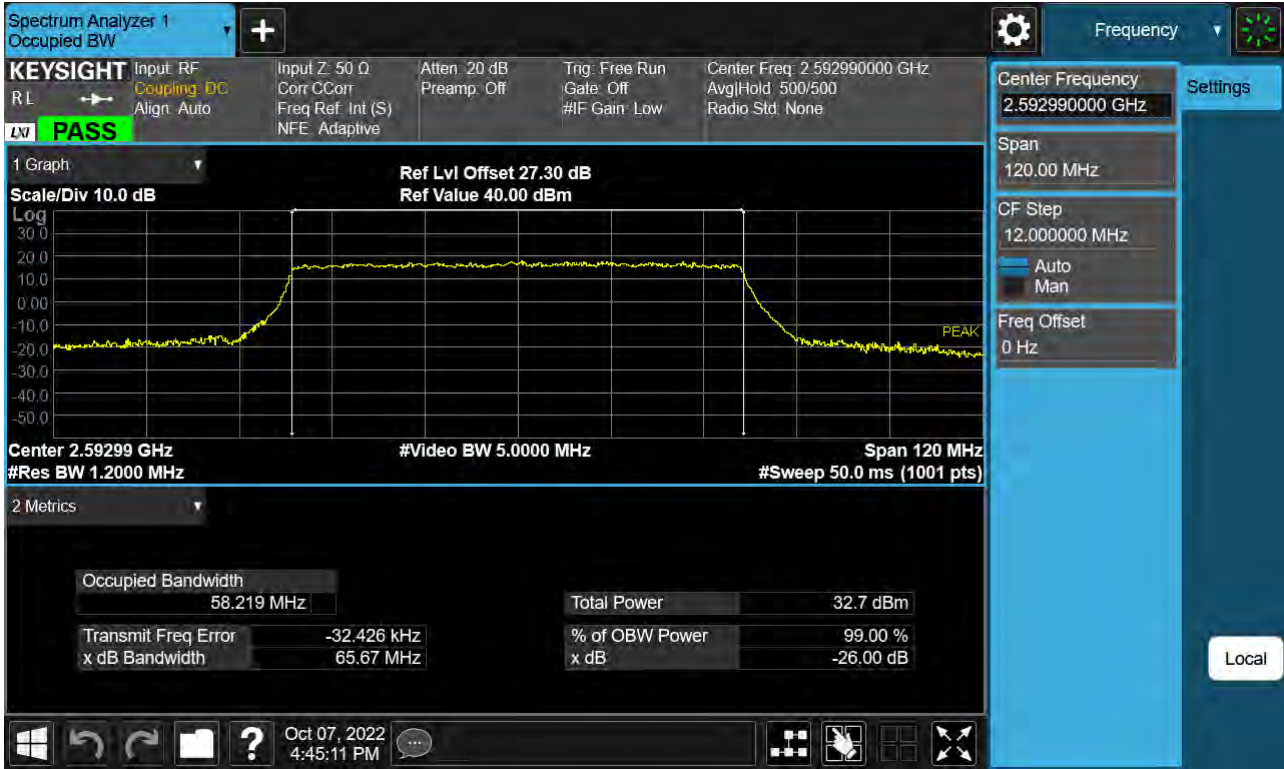 Spectrum Analyzer 1
Occupied BW
Frequency
KEYSIGHT
RL
LXI
PASS
Input: RF
Coupling: DC
Align: Auto
Input Z: 50 Ω
Corr CCorr
Freq Ref: Int (S)
NFE: Adaptive
Atten: 20 dB
Preamp: Off
Trig: Free Run
Gate: Off
#IF Gain: Low
Center Freq: 2.592990000 GHz
Avg|Hold: 500/500
Radio Std: None
1 Graph
Scale/Div 10.0 dB
Ref Lvl Offset 27.30 dB
Ref Value 40.00 dBm
Log
30.0
20.0
10.0
0.00
-10.0
-20.0
-30.0
-40.0
-50.0
PEAK
Center 2.59299 GHz
#Video BW 5.0000 MHz
Span 120 MHz
#Res BW 1.2000 MHz
#Sweep 50.0 ms (1001 pts)
2 Metrics
Occupied Bandwidth
58.219 MHz
Total Power 32.7 dBm
Transmit Freq Error -32.426 kHz
% of OBW Power 99.00 %
x dB Bandwidth 65.67 MHz
x dB -26.00 dB
Center Frequency
2.592990000 GHz
Settings
Span
120.00 MHz
CF Step
12.000000 MHz
Auto
Man
Freq Offset
0 Hz
Local
?
Oct 07, 2022
4:45:11 PM